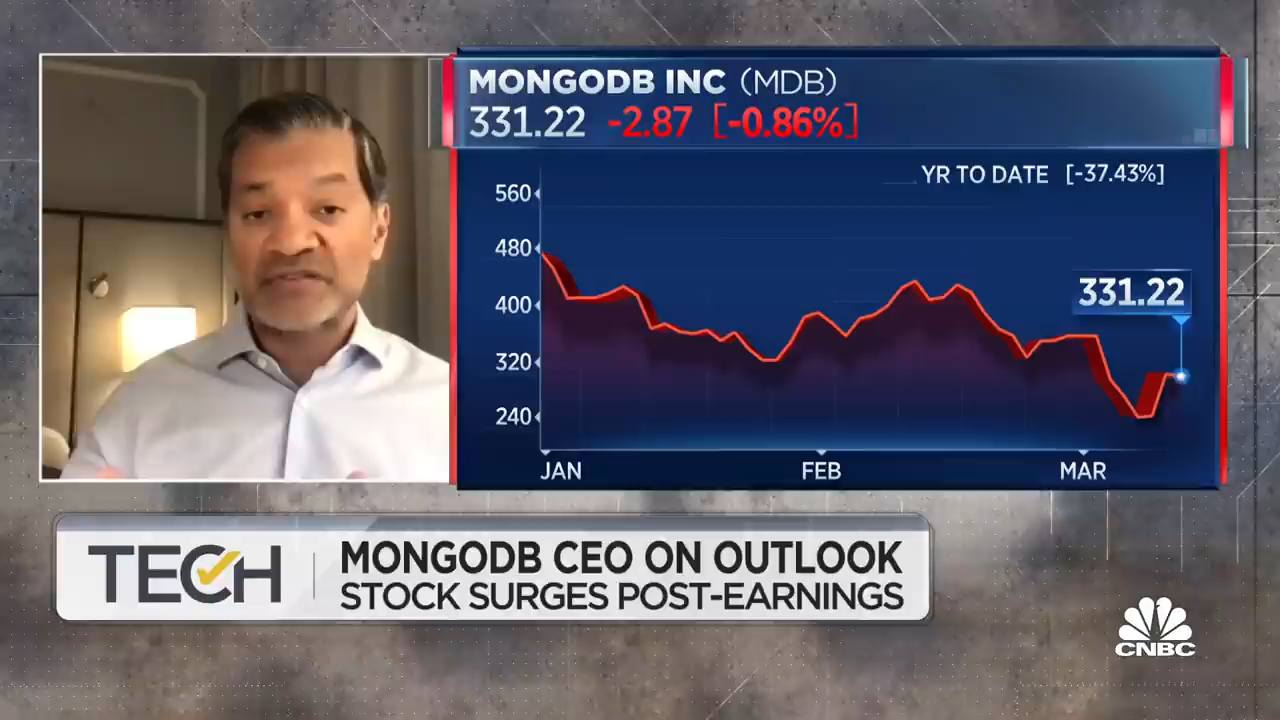 MONGODB INC (MDB)
331.22 -2.87 [-0.86%]
YR TO DATE [-37.43%]
560
480
400
331.22
320
240
JAN FEB MAR
TECH
MONGODB CEO ON OUTLOOK
STOCK SURGES POST-EARNINGS
CNBC